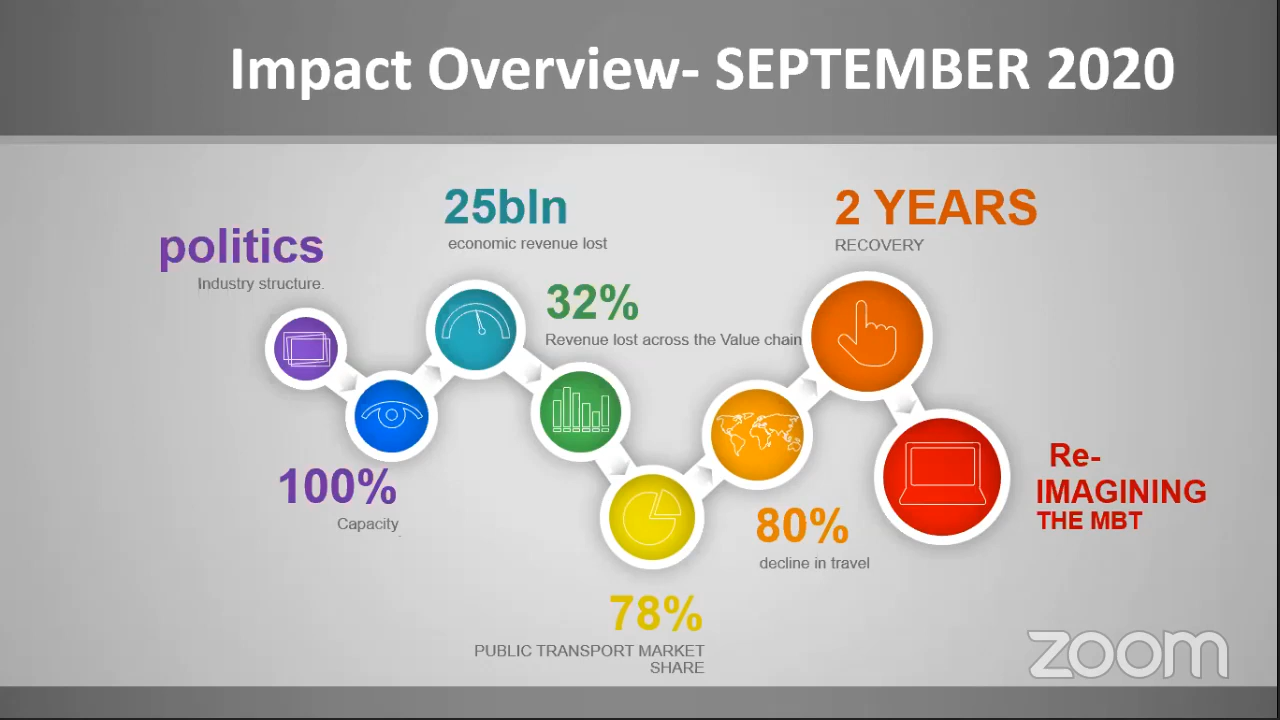 Impact Overview- SEPTEMBER 2020
politics
Industry structure.
100%
Capacity
25bln
economic revenue lost
32%
Revenue lost across the Value chain
78%
PUBLIC TRANSPORT MARKET
SHARE
80%
decline in travel
2 YEARS
RECOVERY
Re-
IMAGINING
THE MBT
zoom